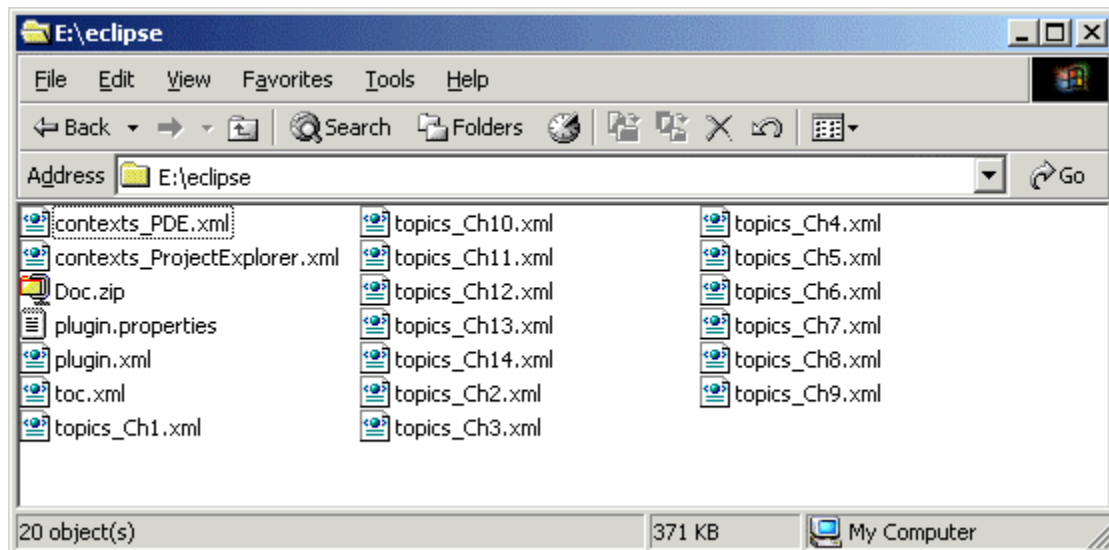 E:\eclipse
File Edit View Favorites Tools Help
Back Search Folders
Address E:\eclipse Go
contexts_PDE.xml topics_Ch10.xml topics_Ch4.xml
contexts_ProjectExplorer.xml topics_Ch11.xml topics_Ch5.xml
Doc.zip topics_Ch12.xml topics_Ch6.xml
plugin.properties topics_Ch13.xml topics_Ch7.xml
plugin.xml topics_Ch14.xml topics_Ch8.xml
toc.xml topics_Ch2.xml topics_Ch9.xml
topics_Ch1.xml topics_Ch3.xml
20 object(s) 371 KB My Computer